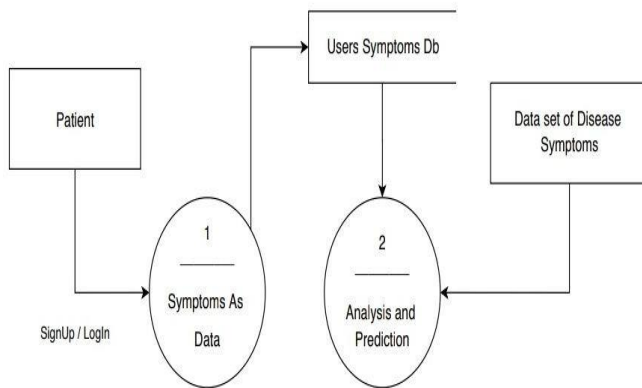 Users Symptoms Db
Patient
Data set of Disease
Symptoms
1
Symptoms As
Data
2
Analysis and
Prediction
SignUp / LogIn